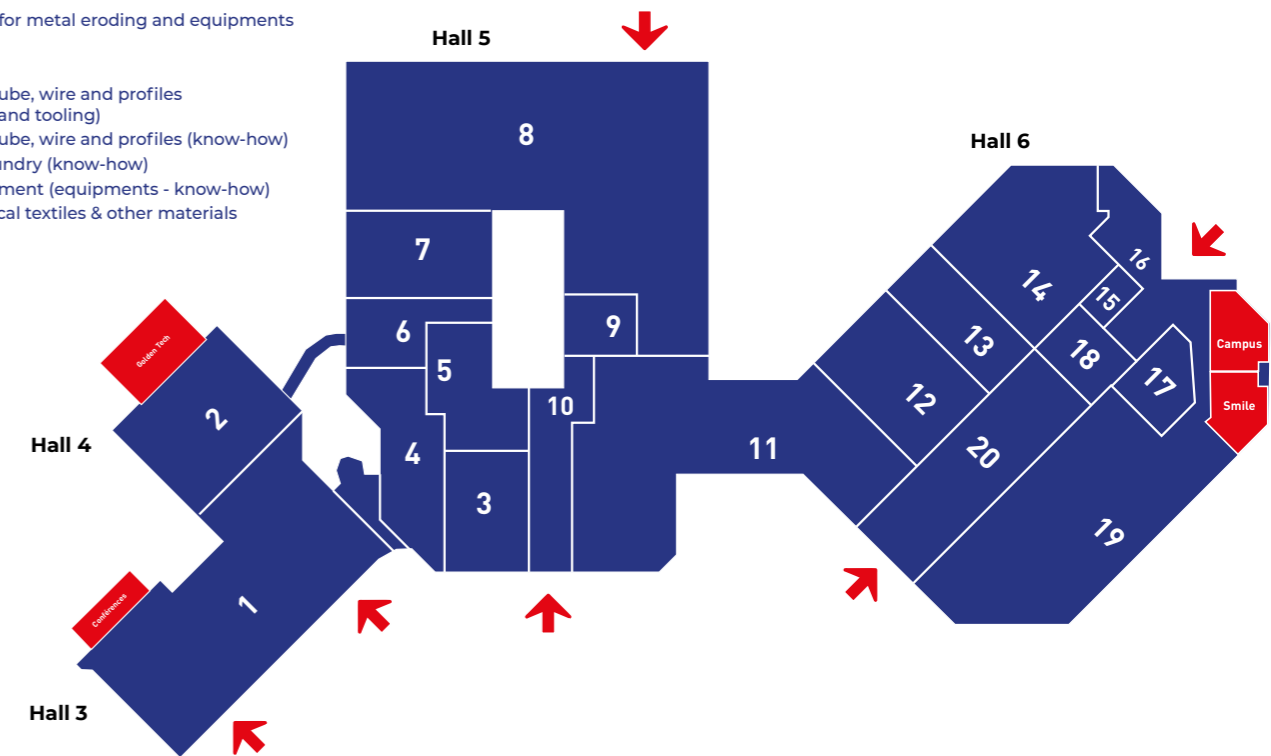 for metal eroding and equipments
ube, wire and profiles
and tooling)
ube, wire and profiles (know-how)
undry (know-how)
ment (equipments - know-how)
cal textiles & other materials
Hall 5
8
7
6
9
5
10
4
3
11
Hall 6
16
14
15
13
18
17
12
20
19
Campus
Smile
Golden Tech
2
Hall 4
Conférences
1
Hall 3